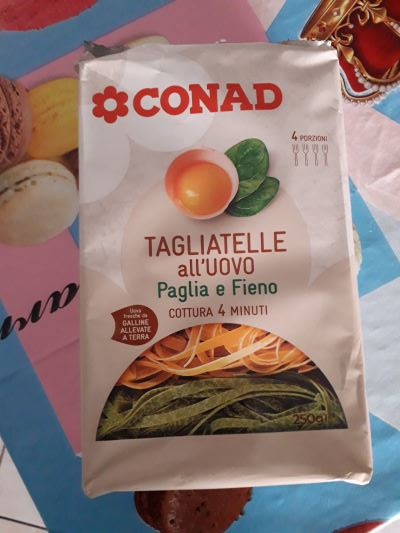 CONAD
4 PORZIONI
TAGLIATELLE
all'UOVO
Paglia e Fieno
COTTURA 4 MINUTI
Uova
fresche da
GALLINE
ALLEVATE
A TERRA
250g